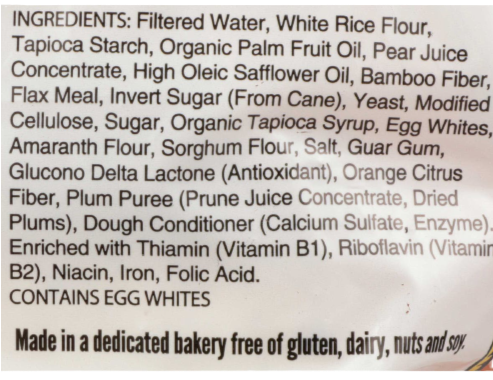 INGREDIENTS: Filtered Water, White Rice Flour,
Tapioca Starch, Organic Palm Fruit Oil, Pear Juice
Concentrate, High Oleic Safflower Oil, Bamboo Fiber,
Flax Meal, Invert Sugar (From Cane), Yeast, Modified
Cellulose, Sugar, Organic Tapioca Syrup, Egg Whites,
Amaranth Flour, Sorghum Flour, Salt, Guar Gum,
Glucono Delta Lactone (Antioxidant), Orange Citrus
Fiber, Plum Puree (Prune Juice Concentrate, Dried
Plums), Dough Conditioner (Calcium Sulfate, Enzyme).
Enriched with Thiamin (Vitamin B1), Riboflavin (Vitamin
B2), Niacin, Iron, Folic Acid.
CONTAINS EGG WHITES
Made in a dedicated bakery free of gluten, dairy, nuts and soy.